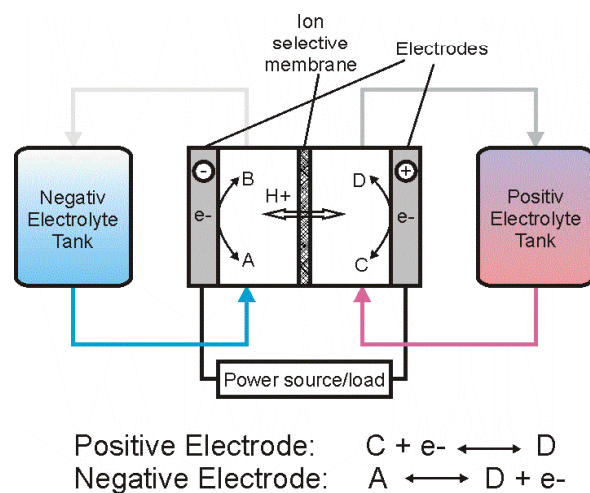 Ion
selective
membrane
Electrodes
Negativ
Electrolyte
Tank
-
e-
B
A
H+
D
C
+
e-
Positiv
Electrolyte
Tank
Power source/load
Positive Electrode: C + e- ⟷ D
Negative Electrode: A ⟷ D + e-